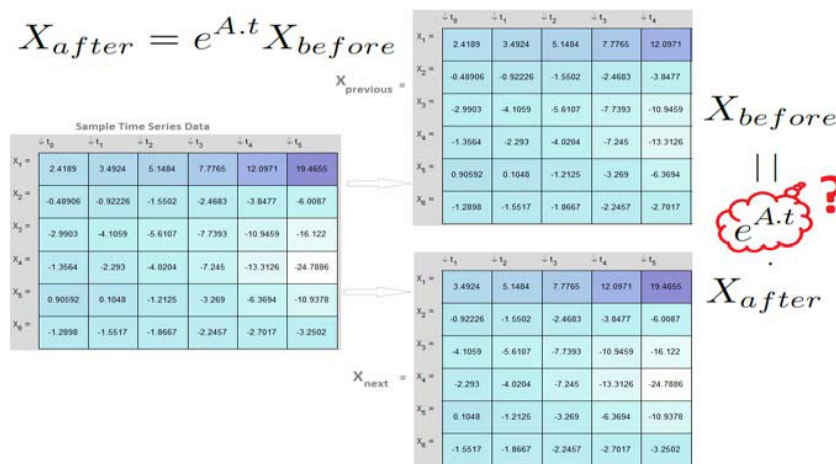 X_after = e^{A.t} X_before
X_previous =
↓t₀ ↓t₁ ↓t₂ ↓t₃ ↓t₄
X₁ = 2.4189 3.4924 5.1484 7.7765 12.0971
X₂ = -0.48906 -0.92226 -1.5502 -2.4683 -3.8477
X₃ = -2.9903 -4.1059 -5.6107 -7.7393 -10.9459
X₄ = -1.3564 -2.293 -4.0204 -7.245 -13.3126
X₅ = 0.90592 0.1048 -1.2125 -3.269 -6.3694
X₆ = -1.2898 -1.5517 -1.8667 -2.2457 -2.7017
Sample Time Series Data
↓t₀ ↓t₁ ↓t₂ ↓t₃ ↓t₄ ↓t₅
X₁ = 2.4189 3.4924 5.1484 7.7765 12.0971 19.4655
X₂ = -0.48906 -0.92226 -1.5502 -2.4683 -3.8477 -6.0087
X₃ = -2.9903 -4.1059 -5.6107 -7.7393 -10.9459 -16.122
X₄ = -1.3564 -2.293 -4.0204 -7.245 -13.3126 -24.7886
X₅ = 0.90592 0.1048 -1.2125 -3.269 -6.3694 -10.9378
X₆ = -1.2898 -1.5517 -1.8667 -2.2457 -2.7017 -3.2502
X_next =
↓t₁ ↓t₂ ↓t₃ ↓t₄ ↓t₅
X₁ = 3.4924 5.1484 7.7765 12.0971 19.4655
X₂ = -0.92226 -1.5502 -2.4683 -3.8477 -6.0087
X₃ = -4.1059 -5.6107 -7.7393 -10.9459 -16.122
X₄ = -2.293 -4.0204 -7.245 -13.3126 -24.7886
X₅ = 0.1048 -1.2125 -3.269 -6.3694 -10.9378
X₆ = -1.5517 -1.8667 -2.2457 -2.7017 -3.2502
X_before
||
e^{A.t} ?
.
X_after